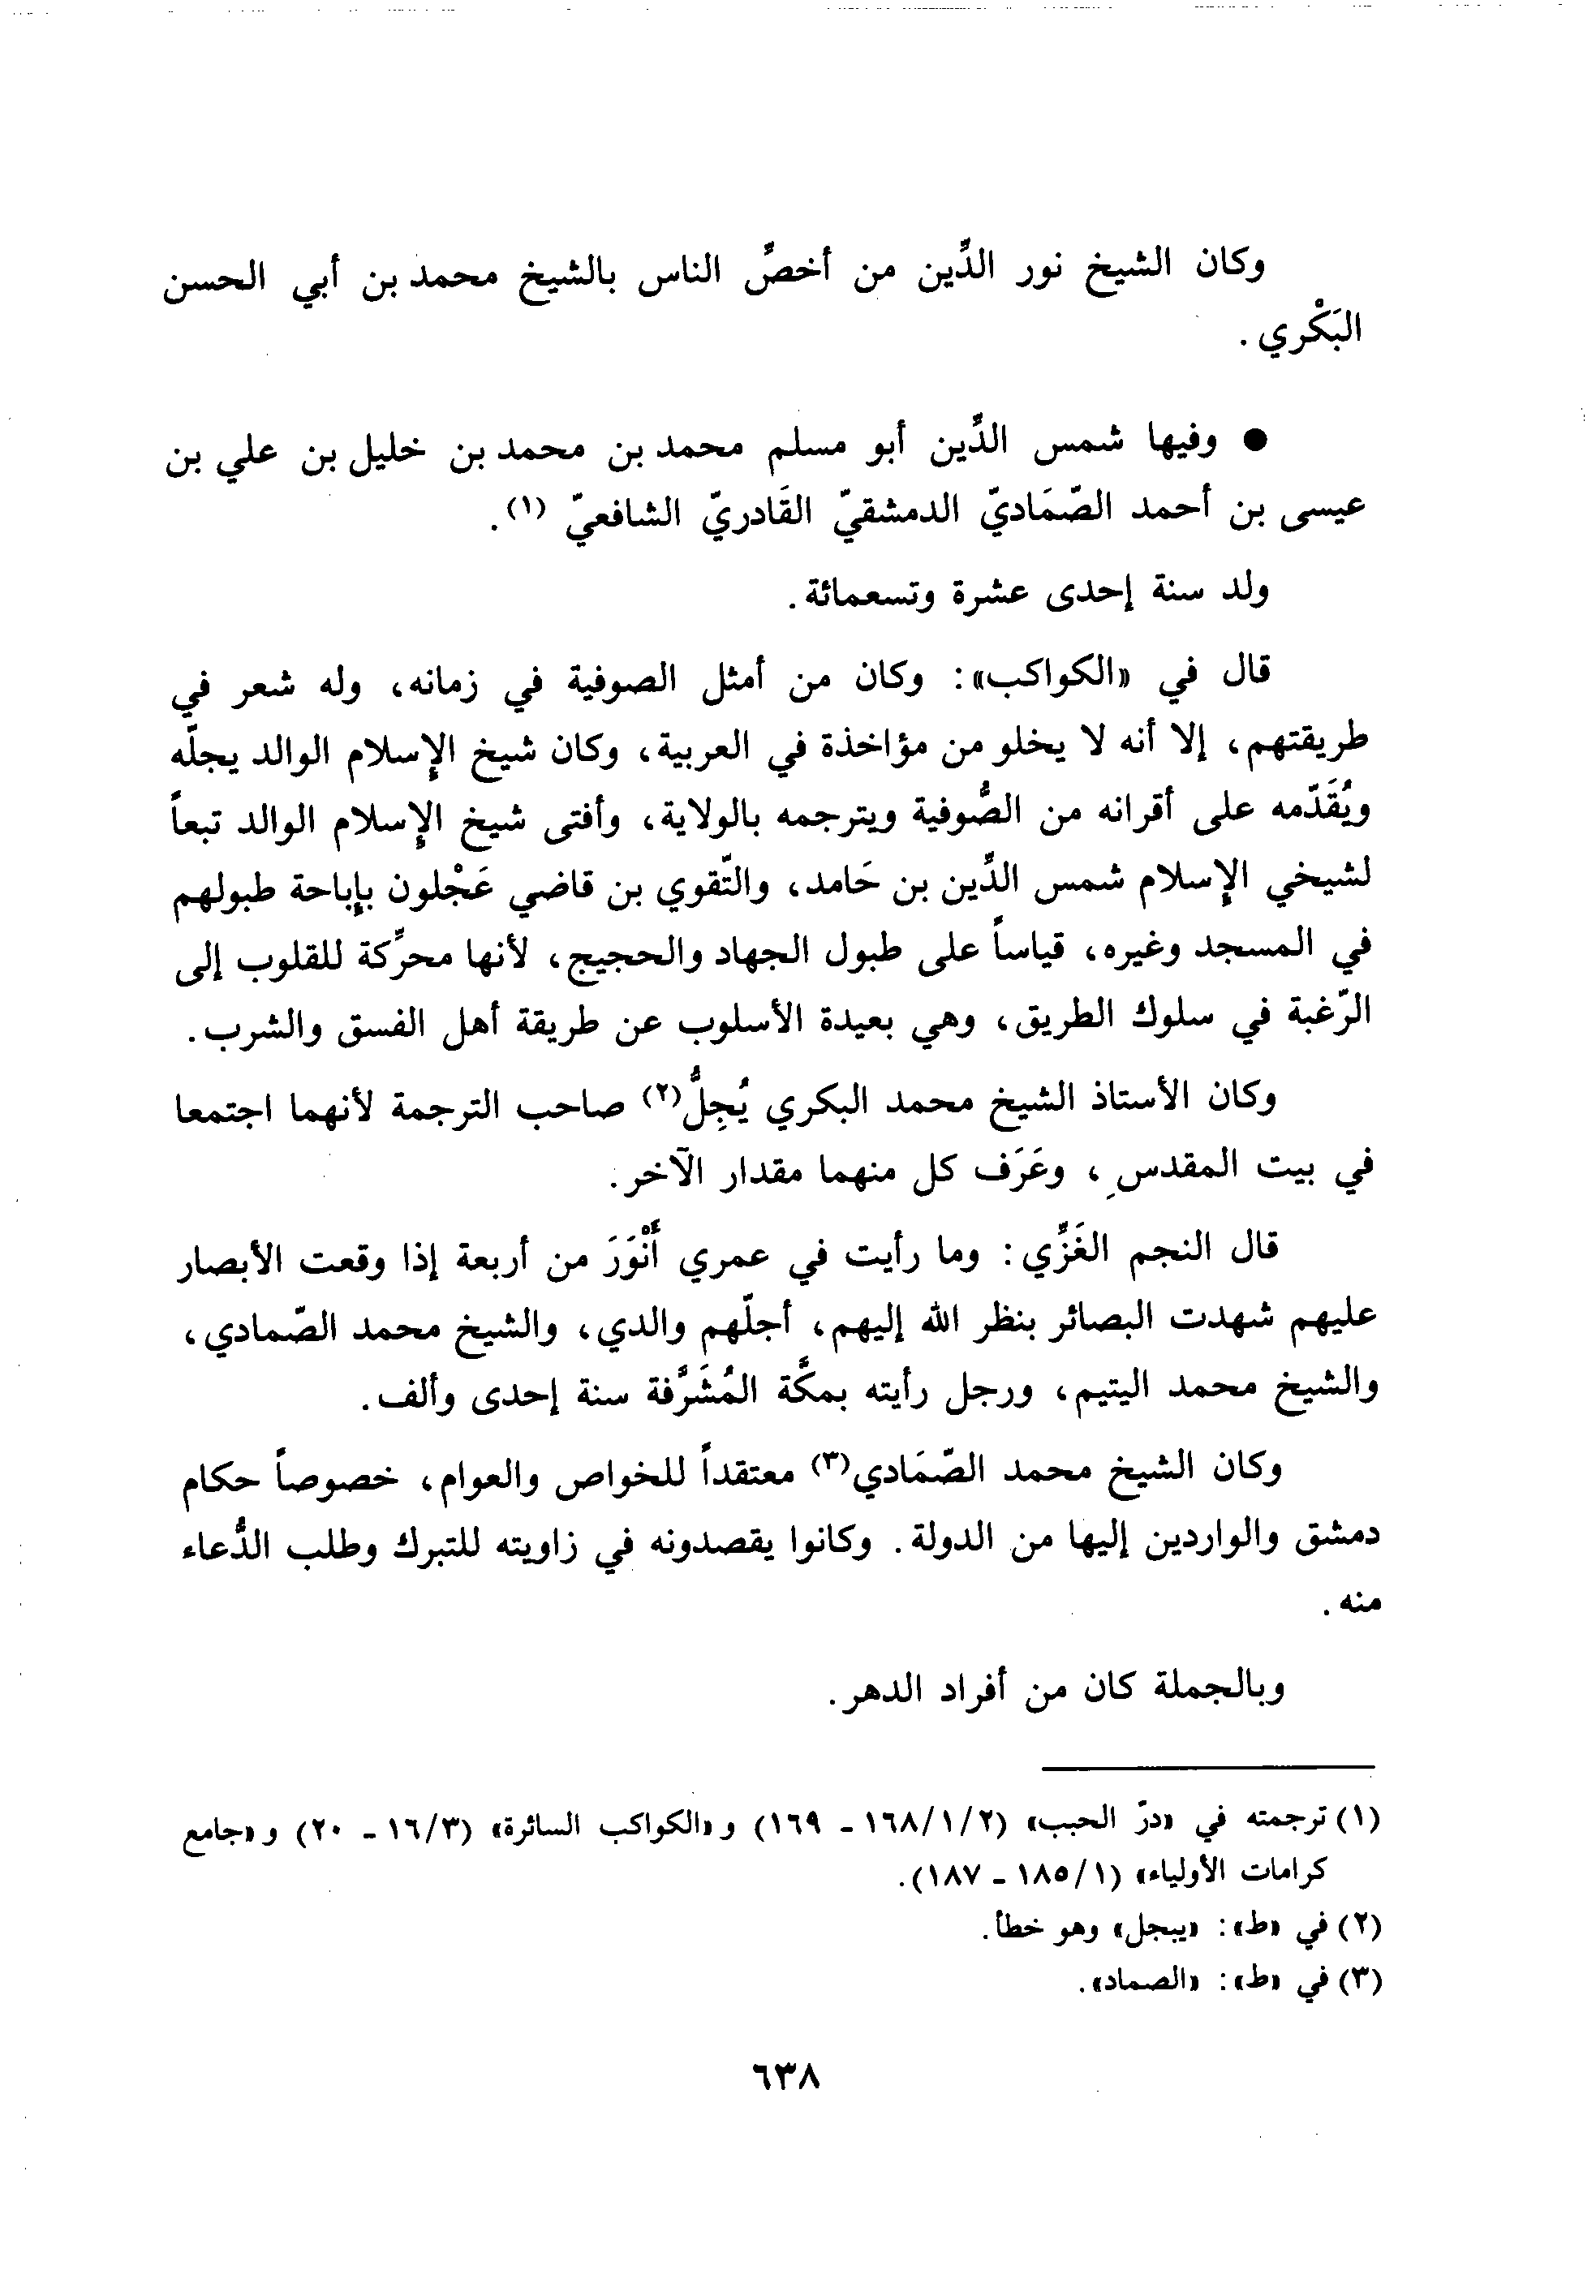 وكان الشيخ نور الدِّين من أخصِّ الناس بالشيخ محمد بن أبي الحسن
البَكْري .
● وفيها شمس الدِّين أبو مسلم محمد بن محمد بن محمد بن خليل بن علي بن
عيسى بن أحمد الصّمَاديّ الدمشقيّ القَادريّ الشافعيّ (١).
ولد سنة إحدى عشرة وتسعمائة .
قال في «الكواكب»: وكان من أمثل الصوفية في زمانه، وله شعر في
طريقتهم، إلا أنه لا يخلو من مؤاخذة في العربية، وكان شيخ الإسلام الوالد يجلّه
ويُقَدّمه على أقرانه من الصُّوفية ويترجمه بالولاية، وأفتى شيخ الإسلام الوالد تبعاً
لشيخي الإسلام شمس الدِّين بن حَامد، والتّقوي بن قاضي عَجْلون بإباحة طبولهم
في المسجد وغيره، قياساً على طبول الجهاد والحجيج، لأنها محرِّكة للقلوب إلى
الرّغبة في سلوك الطريق، وهي بعيدة الأسلوب عن طريقة أهل الفسق والشرب .
وكان الأستاذ الشيخ محمد البكري يُجِلُّ(٢) صاحب الترجمة لأنهما اجتمعا
في بيت المقدسِ ، وعَرَف كل منهما مقدار الآخر .
قال النجم الغَزِّي : وما رأيت في عمري أَنْوَرَ من أربعة إذا وقعت الأبصار
عليهم شهدت البصائر بنظر الله إليهم، أجلّهم والدي، والشيخ محمد الصّمادي،
والشيخ محمد اليتيم، ورجل رأيته بمكَّة المُشَرَّفة سنة إحدى وألف .
وكان الشيخ محمد الصّمَادي(٣) معتقداً للخواص والعوام، خصوصاً حكام
دمشق والواردين إليها من الدولة . وكانوا يقصدونه في زاويته للتبرك وطلب الدُّعاء
منه .
وبالجملة كان من أفراد الدهر .
(١) ترجمته في «درّ الحبب» (١٦٨/١/٢ - ١٦٩) و«الكواكب السائرة» (١٦/٣ - ٢٠) و«جامع
كرامات الأولياء» (١٨٥/١ - ١٨٧).
(٢) في «ط»: «يبجل» وهو خطأ.
(٣) في «ط»: «الصماد».
٦٣٨